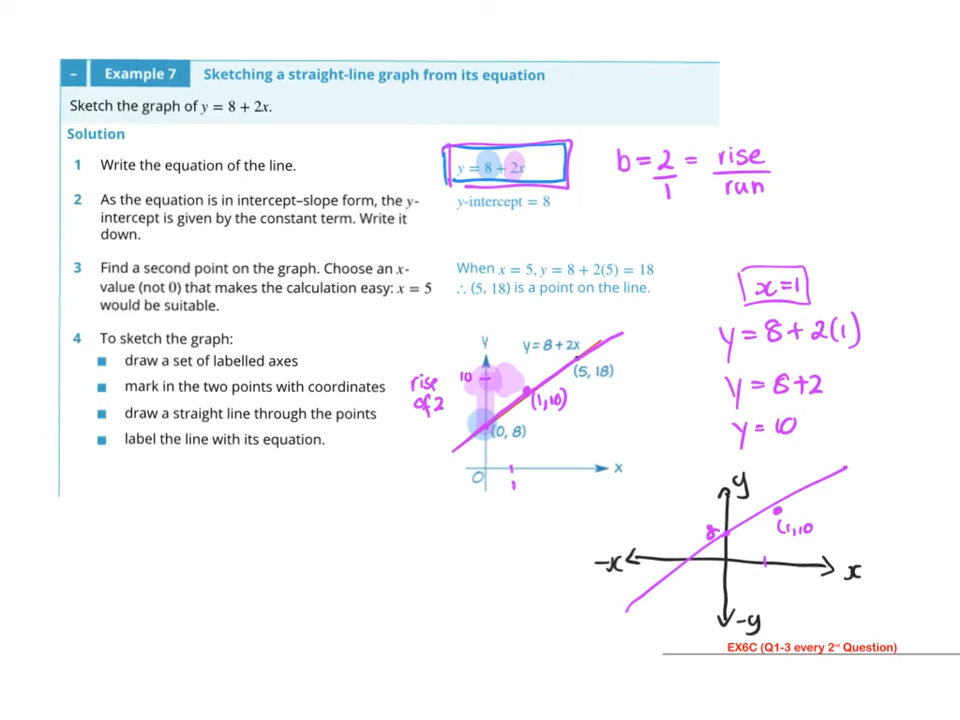 – Example 7 Sketching a straight-line graph from its equation
Sketch the graph of y = 8 + 2x.
Solution
1 Write the equation of the line.
y = 8 + 2x
b = 2/1 = rise/run
2 As the equation is in intercept–slope form, the y-
intercept is given by the constant term. Write it
down.
y-intercept = 8
3 Find a second point on the graph. Choose an x-
value (not 0) that makes the calculation easy: x = 5
would be suitable.
When x = 5, y = 8 + 2(5) = 18
∴ (5, 18) is a point on the line.
4 To sketch the graph:
■ draw a set of labelled axes
■ mark in the two points with coordinates
■ draw a straight line through the points
■ label the line with its equation.
y
y = 8 + 2x
(5, 18)
10
rise
of 2
(1,10)
(0, 8)
O
x
1
x=1
y = 8 + 2(1)
y = 8+2
y = 10
y
8
(1,10
-x
x
-y
EX6C (Q1-3 every 2nd Question)